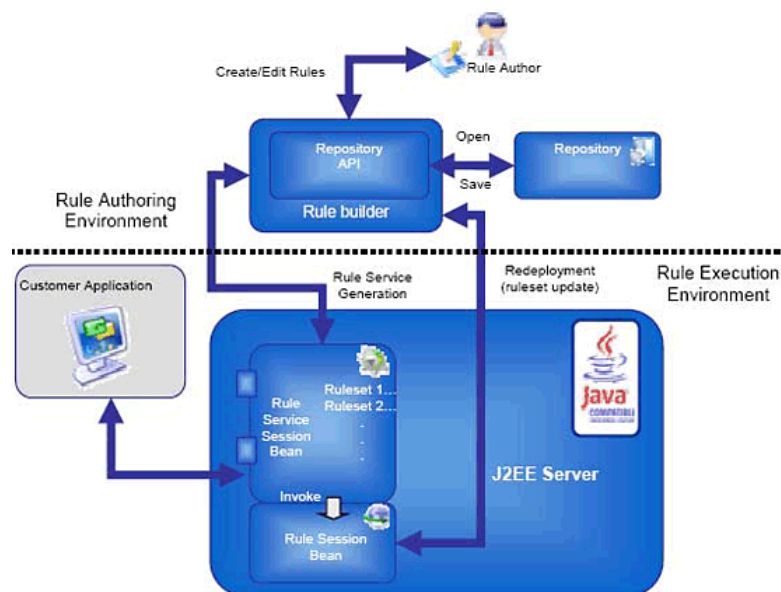 Create/Edit Rules
Rule Author
Repository
API
Open
Save
Repository
Rule builder
Rule Authoring
Environment
Customer Application
Rule Service
Generation
Redeployment
(ruleset update)
Rule Execution
Environment
Ruleset 1...
Ruleset 2...
.
.
.
.
Rule
Service
Session
Bean
Java
COMPATIBLE
J2EE Server
Invoke
Rule Session
Bean